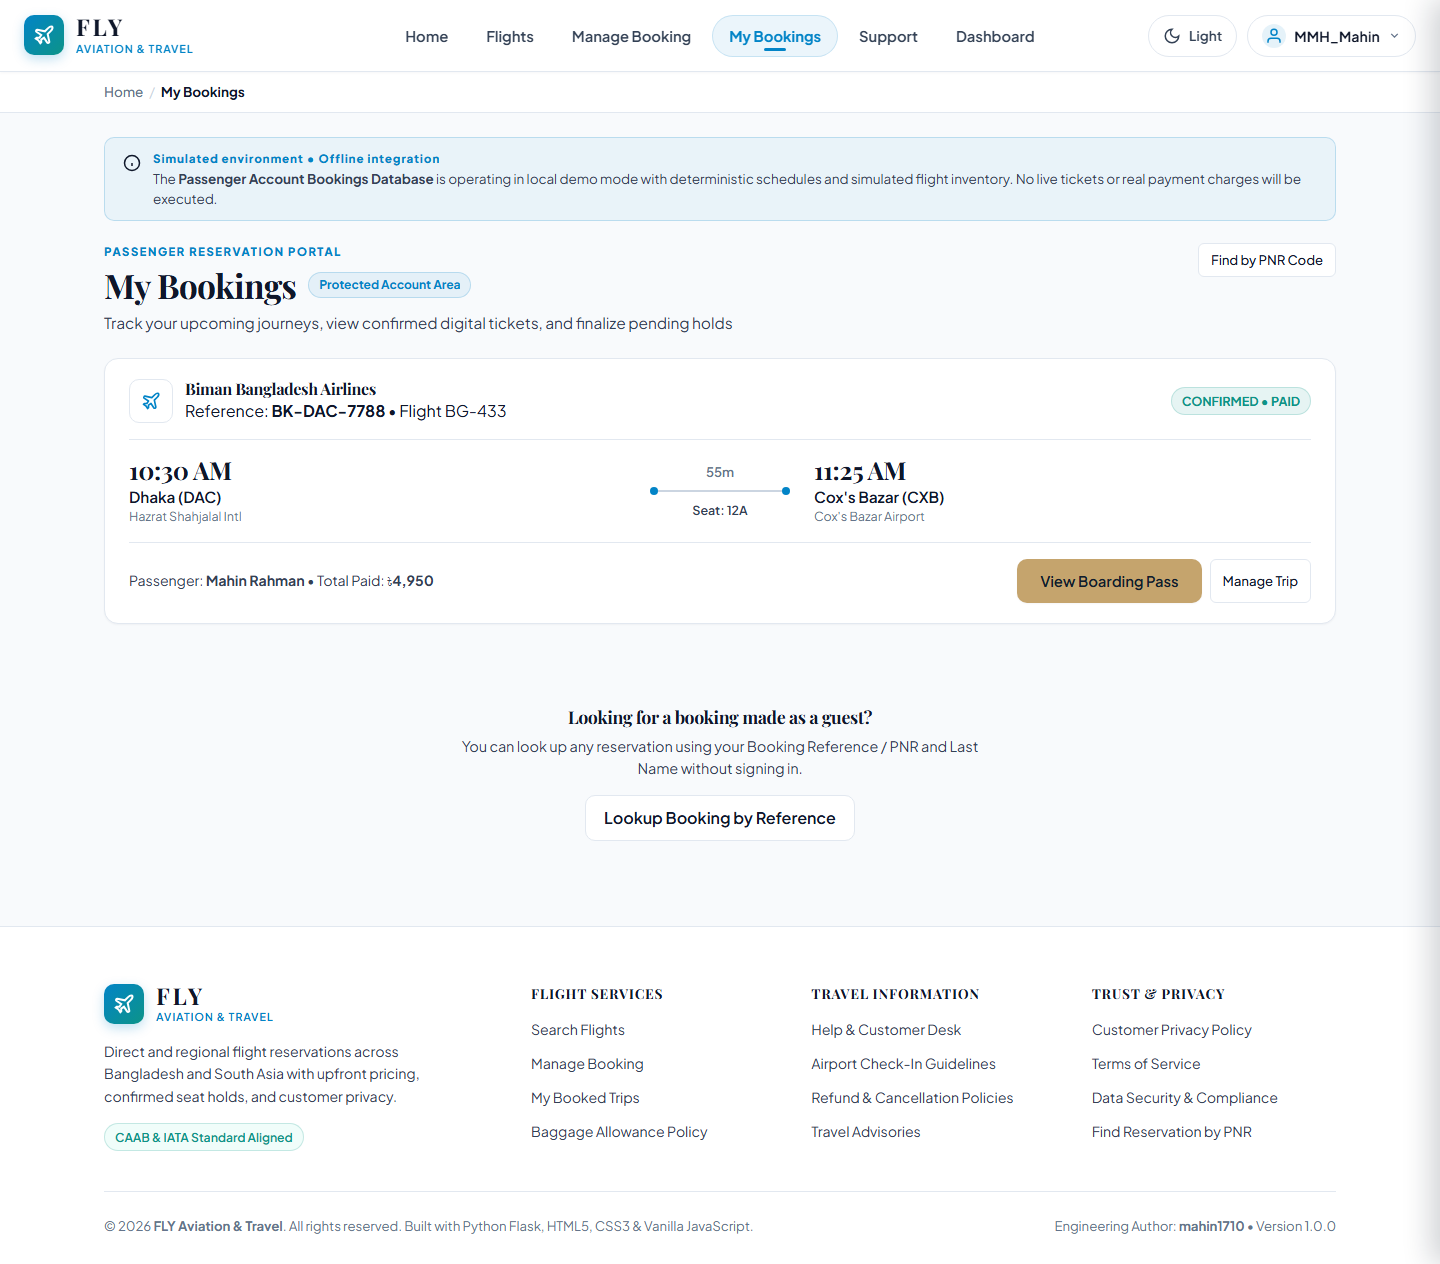 FLY
AVIATION & TRAVEL
Home
Flights
Manage Booking
My Bookings
Support
Dashboard
Light
MMH_Mahin
Home / My Bookings
Simulated environment • Offline integration
The Passenger Account Bookings Database is operating in local demo mode with deterministic schedules and simulated flight inventory. No live tickets or real payment charges will be
executed.
PASSENGER RESERVATION PORTAL
Find by PNR Code
My Bookings
Protected Account Area
Track your upcoming journeys, view confirmed digital tickets, and finalize pending holds
Biman Bangladesh Airlines
Reference: BK-DAC-7788 • Flight BG-433
CONFIRMED • PAID
10:30 AM
Dhaka (DAC)
Hazrat Shahjalal Intl
55m
Seat: 12A
11:25 AM
Cox's Bazar (CXB)
Cox's Bazar Airport
Passenger: Mahin Rahman • Total Paid: ৳4,950
View Boarding Pass
Manage Trip
Looking for a booking made as a guest?
You can look up any reservation using your Booking Reference / PNR and Last
Name without signing in.
Lookup Booking by Reference
FLY
AVIATION & TRAVEL
Direct and regional flight reservations across
Bangladesh and South Asia with upfront pricing,
confirmed seat holds, and customer privacy.
CAAB & IATA Standard Aligned
FLIGHT SERVICES
Search Flights
Manage Booking
My Booked Trips
Baggage Allowance Policy
TRAVEL INFORMATION
Help & Customer Desk
Airport Check-In Guidelines
Refund & Cancellation Policies
Travel Advisories
TRUST & PRIVACY
Customer Privacy Policy
Terms of Service
Data Security & Compliance
Find Reservation by PNR
© 2026 FLY Aviation & Travel. All rights reserved. Built with Python Flask, HTML5, CSS3 & Vanilla JavaScript.
Engineering Author: mahin1710 • Version 1.0.0